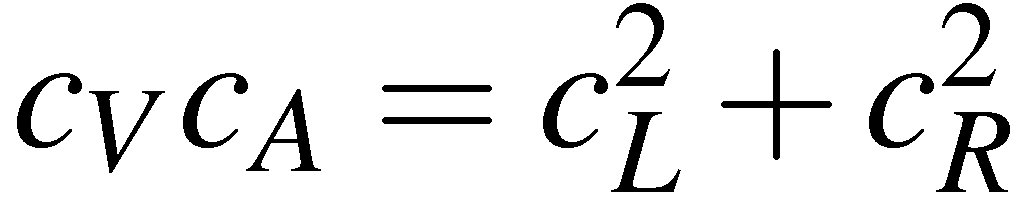 $c_V c_A = c_L^2 + c_R^2$